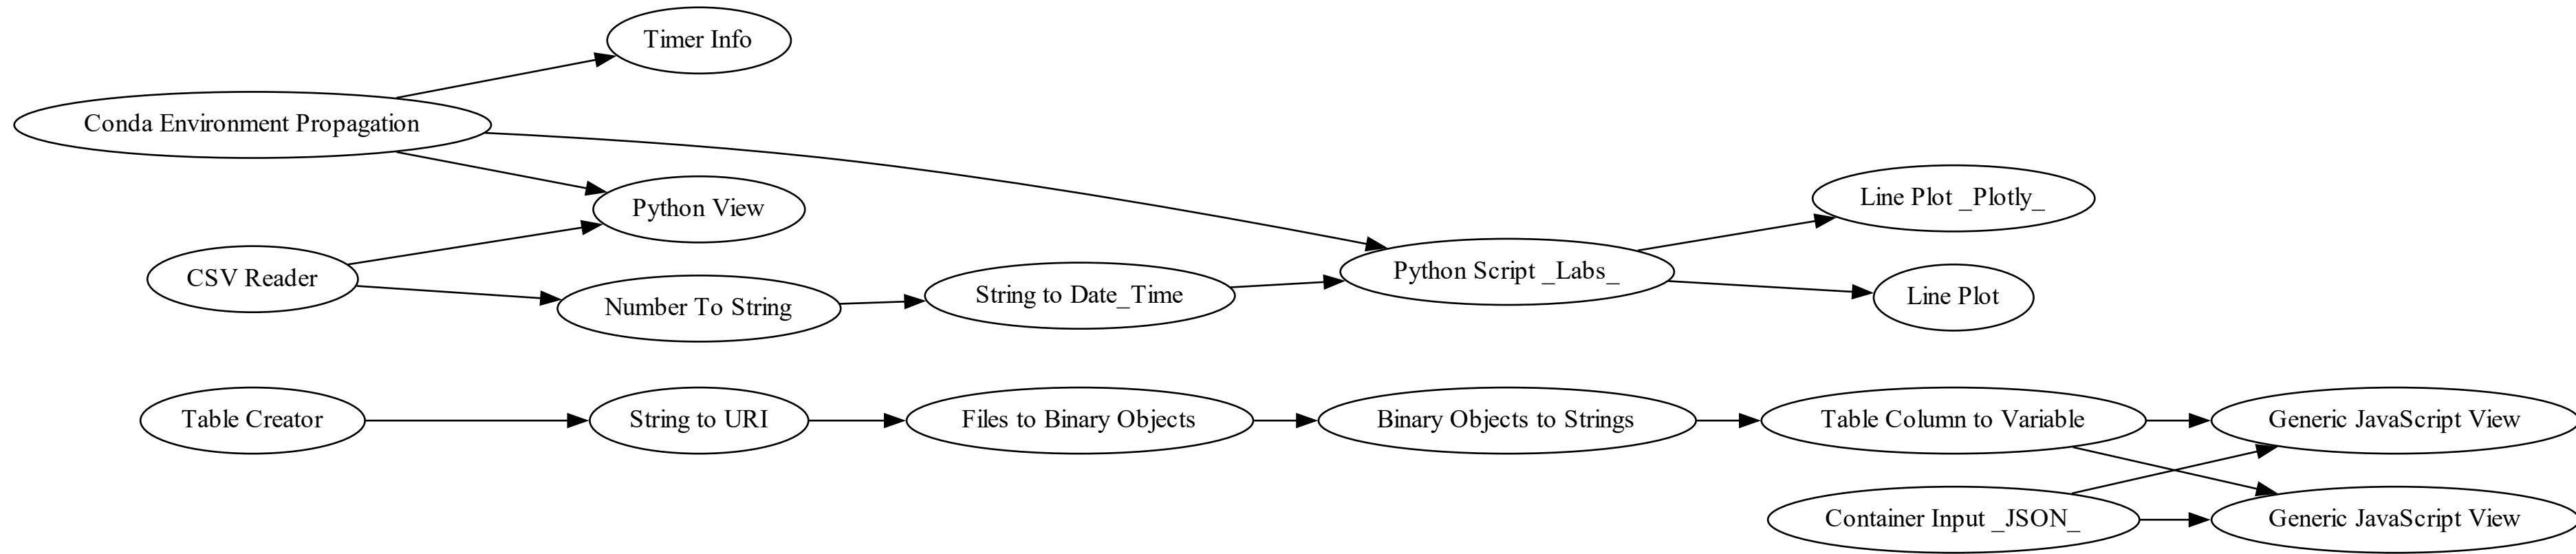 Timer Info
Conda Environment Propagation
Python View
Line Plot _Plotly_
CSV Reader
Python Script _Labs_
Number To String
String to Date_Time
Line Plot
Table Creator
String to URI
Files to Binary Objects
Binary Objects to Strings
Table Column to Variable
Generic JavaScript View
Container Input _JSON_
Generic JavaScript View